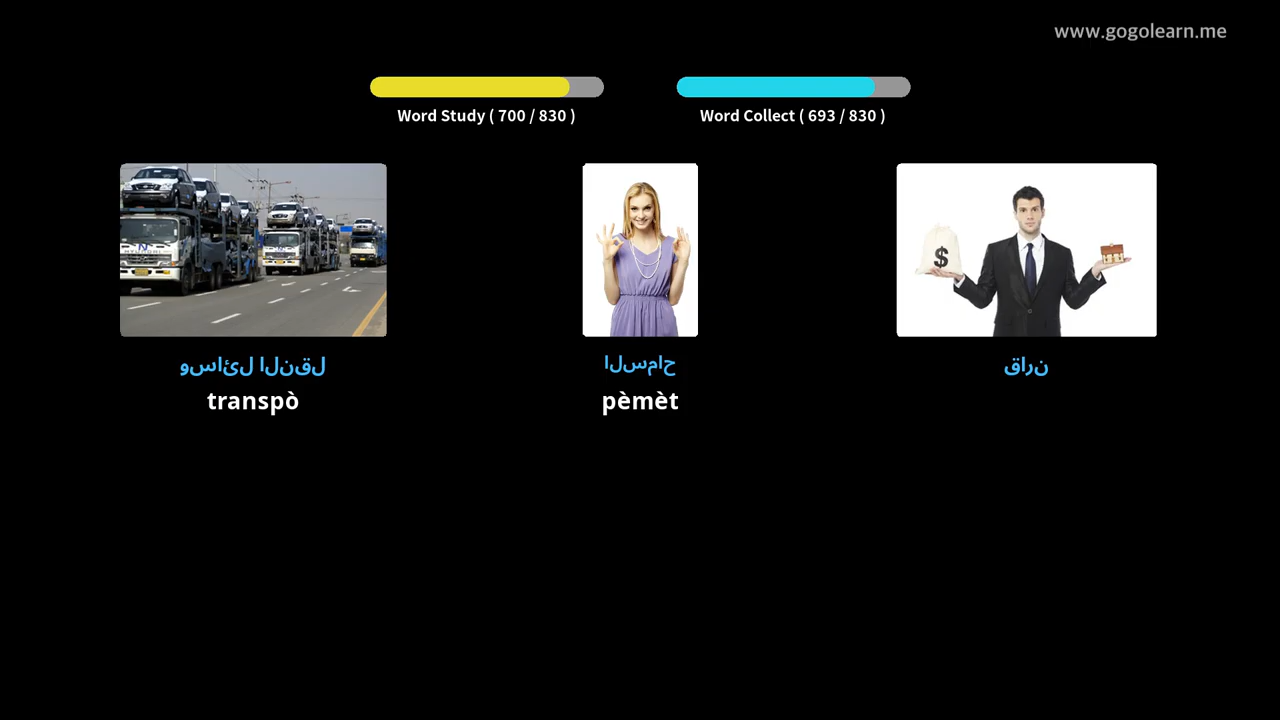 www.gogolearn.me
Word Study ( 700 / 830 )
Word Collect ( 693 / 830 )
وسائل النقل
السماح
قارن
transpò
pèmèt